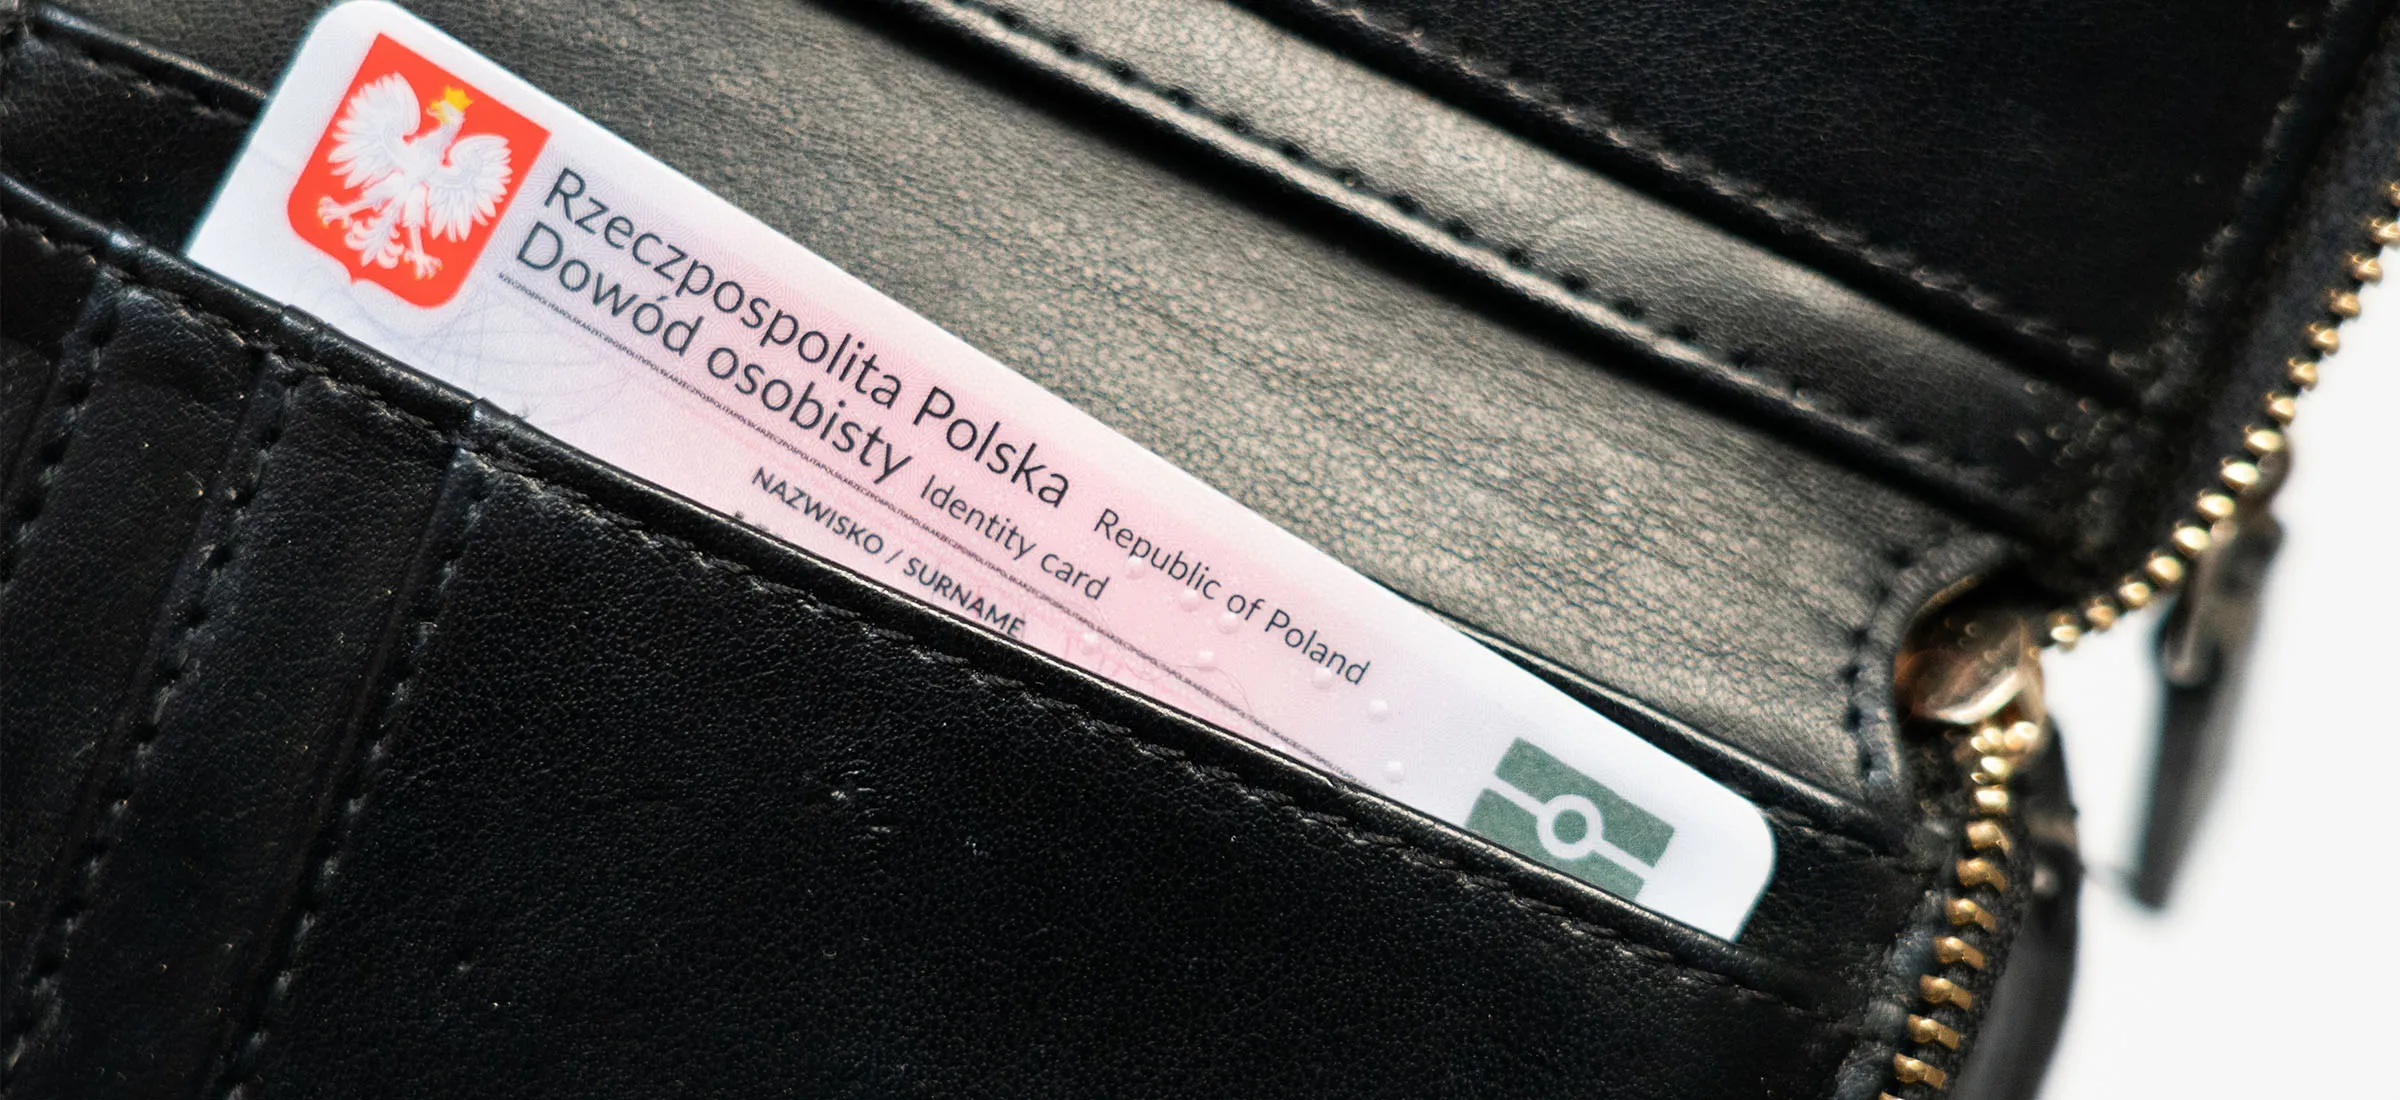 Rzeczpospolita Polska Republic of Poland
Dowód osobisty Identity card
NAZWISKO / SURNAME